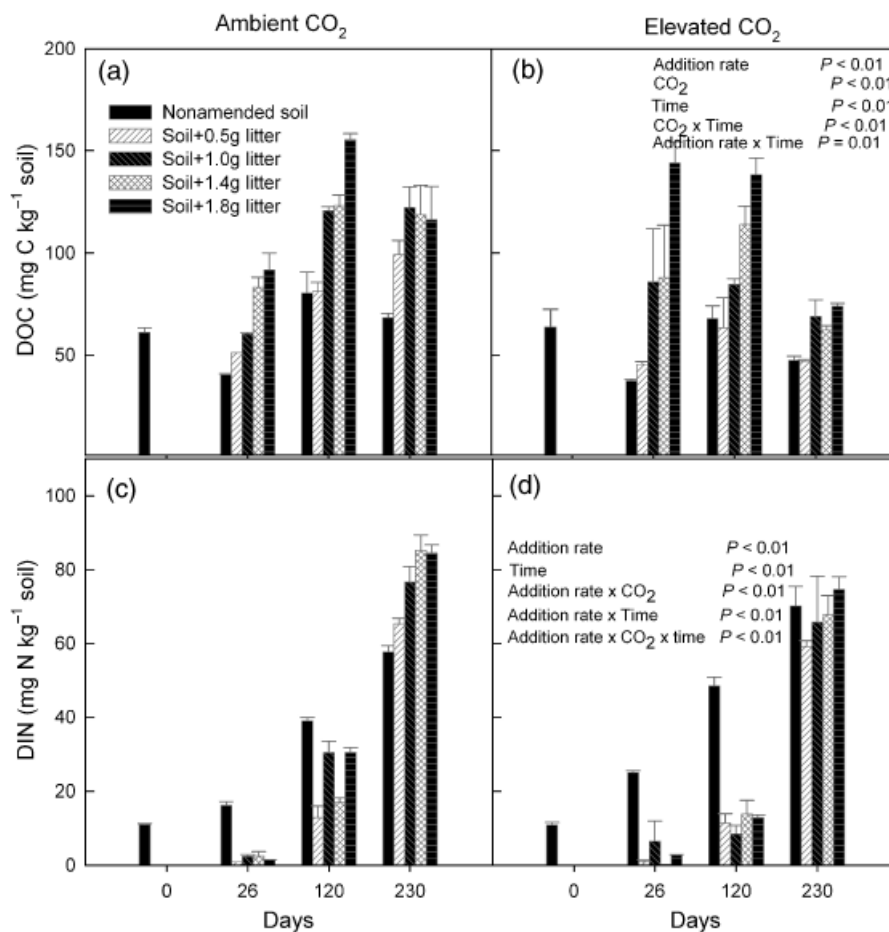 Ambient CO₂
Elevated CO₂
200
150
100
50
DOC (mg C kg⁻¹ soil)
(a)
Nonamended soil
Soil+0.5g litter
Soil+1.0g litter
Soil+1.4g litter
Soil+1.8g litter
(b)
Addition rate P < 0.01
CO₂ P < 0.01
Time P < 0.01
CO₂ x Time P < 0.01
Addition rate x Time P = 0.01
100
80
60
40
20
0
DIN (mg N kg⁻¹ soil)
(c)
(d)
Addition rate P < 0.01
Time P < 0.01
Addition rate x CO₂ P < 0.01
Addition rate x Time P < 0.01
Addition rate x CO₂ x time P < 0.01
0 26 120 230
0 26 120 230
Days
Days